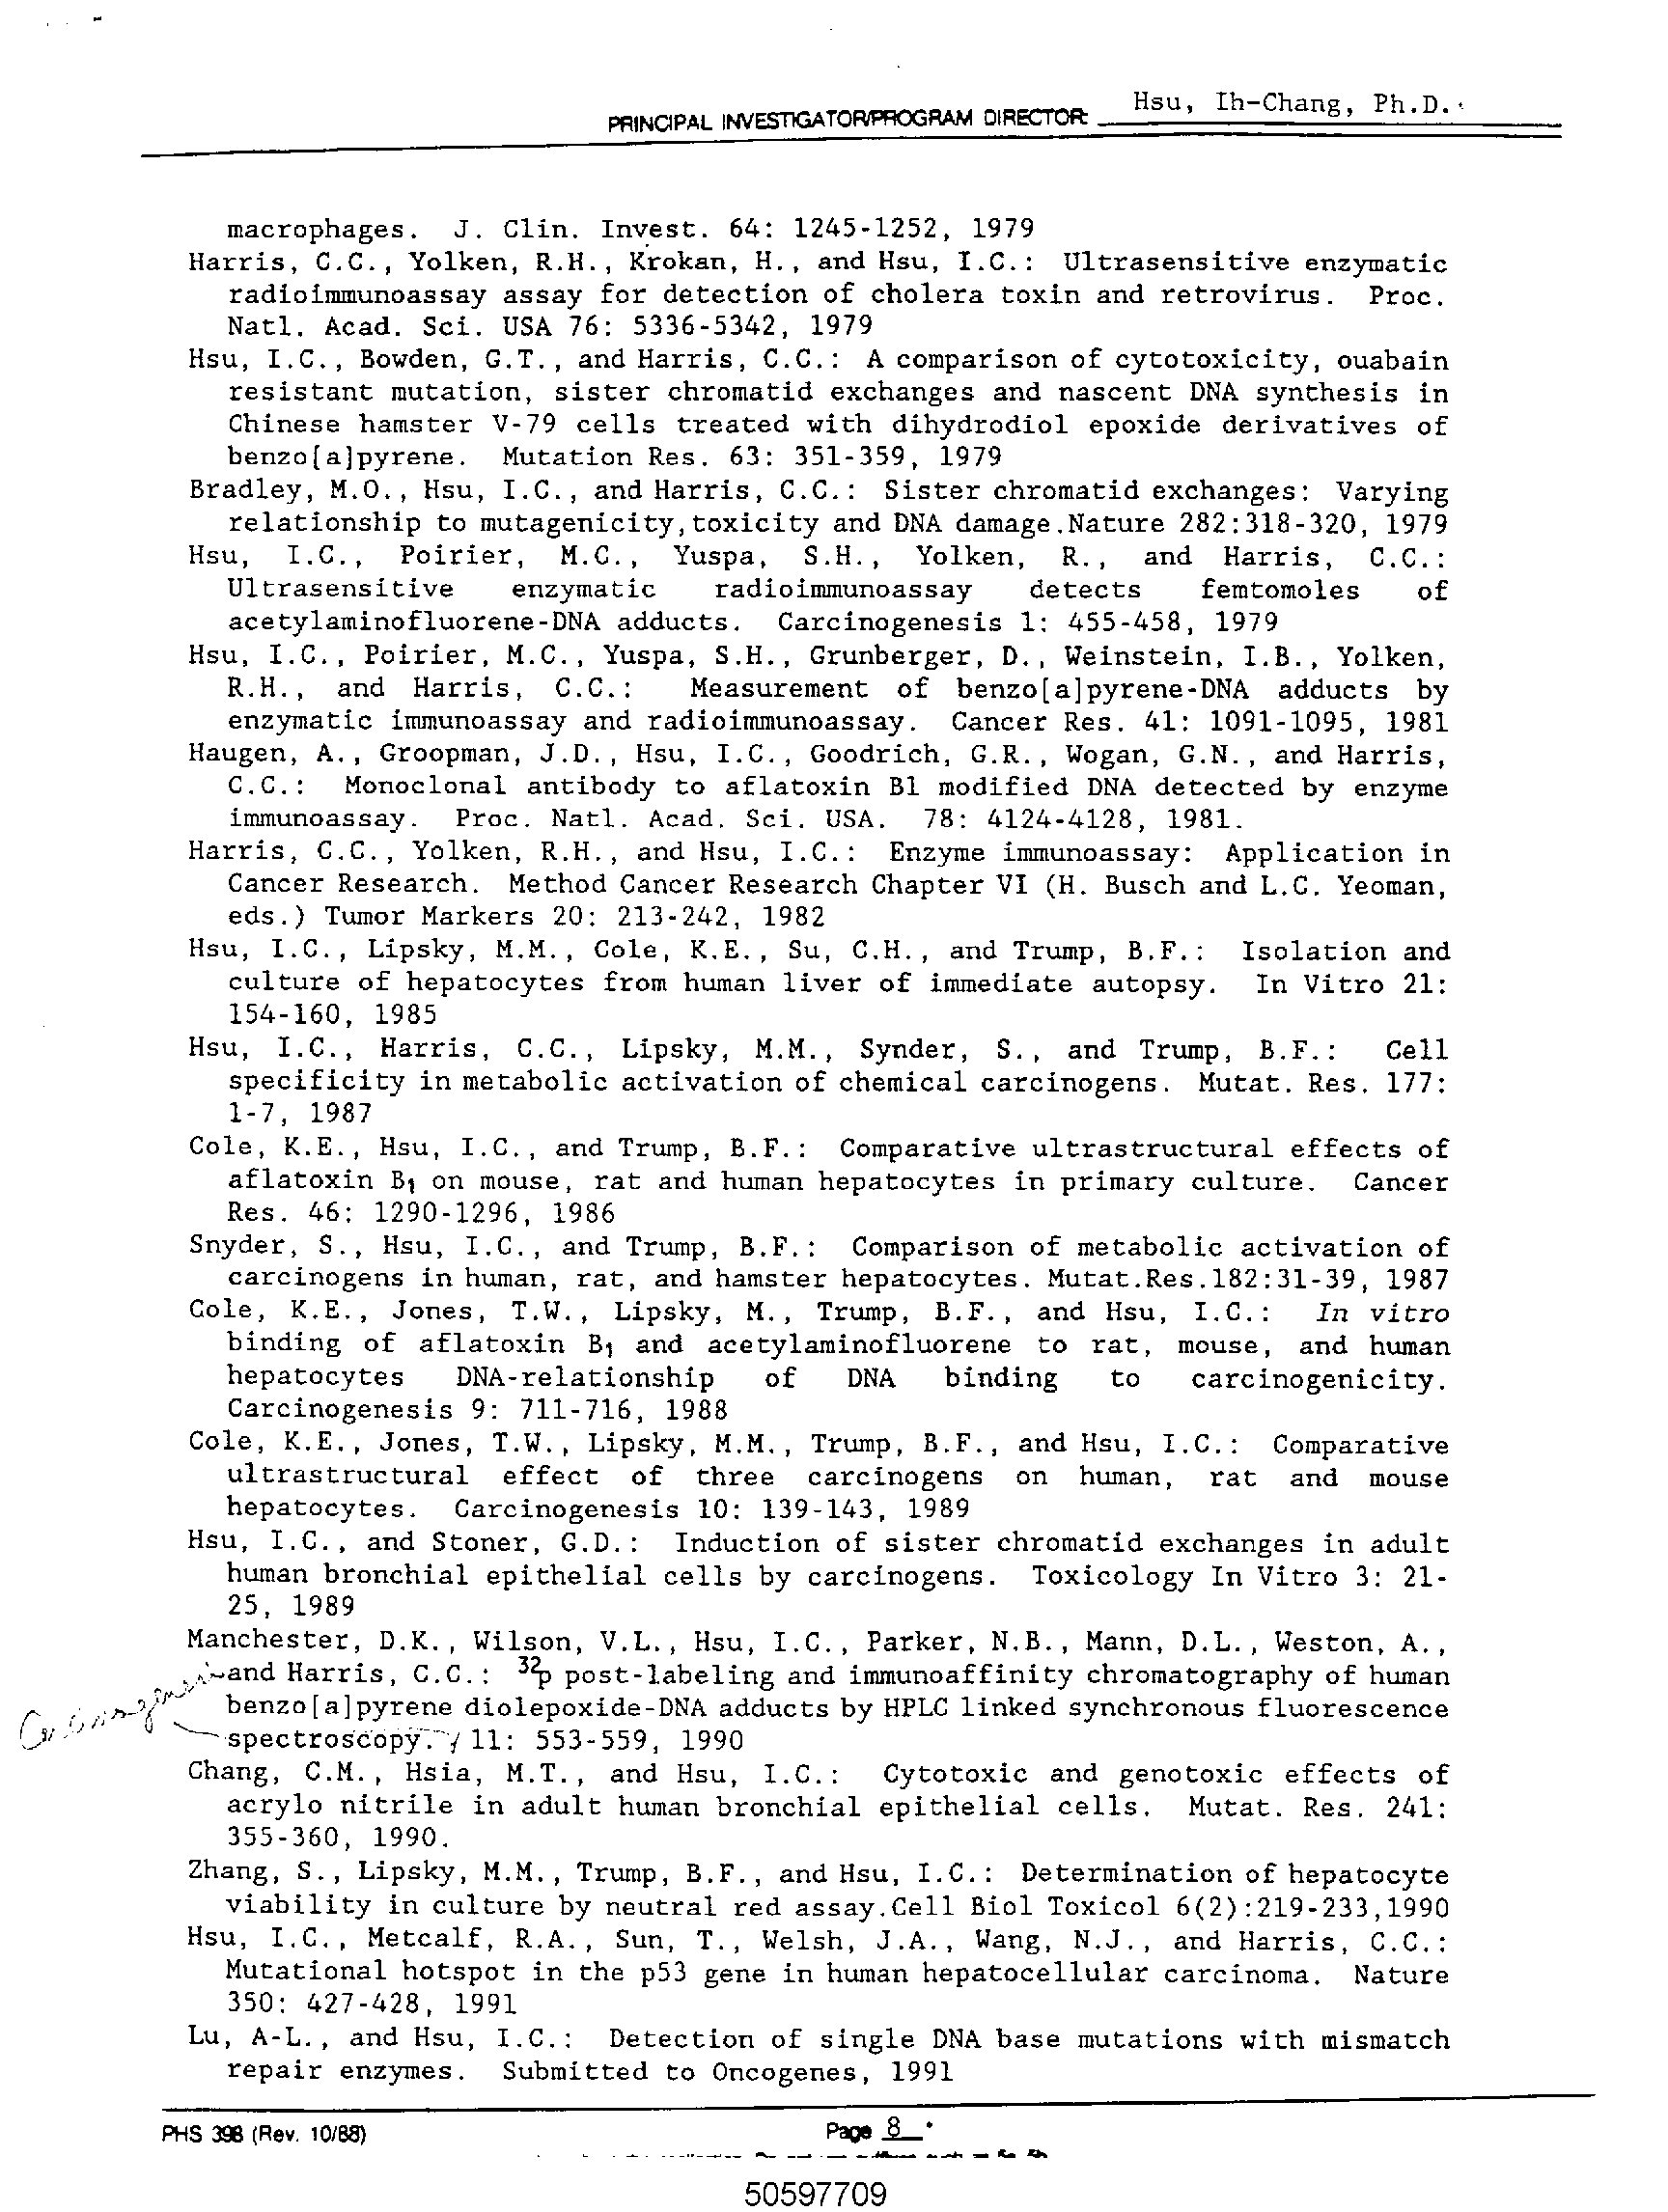 PRINCIPAL INVESTIGATOR/PROGRAM DIRECTOR: Hsu, Ih-Chang, Ph.D.
macrophages. J. Clin. Invest. 64: 1245-1252, 1979
Harris, C.C., Yolken, R.H., Krokan, H., and Hsu, I.C.: Ultrasensitive enzymatic
radioimmunoassay assay for detection of cholera toxin and retrovirus. Proc.
Natl. Acad. Sci. USA 76: 5336-5342, 1979
Hsu, I.C., Bowden, G.T., and Harris, C.C.: A comparison of cytotoxicity, ouabain
resistant mutation, sister chromatid exchanges and nascent DNA synthesis in
Chinese hamster V-79 cells treated with dihydrodiol epoxide derivatives of
benzo[a]pyrene. Mutation Res. 63: 351-359, 1979
Bradley, M.O., Hsu, I.C., and Harris, C.C.: Sister chromatid exchanges: Varying
relationship to mutagenicity,toxicity and DNA damage.Nature 282:318-320, 1979
Hsu, I.C., Poirier, M.C., Yuspa, S.H., Yolken, R., and Harris, C.C.:
Ultrasensitive enzymatic radioimmunoassay detects femtomoles of
acetylaminofluorene-DNA adducts. Carcinogenesis 1: 455-458, 1979
Hsu, I.C., Poirier, M.C., Yuspa, S.H., Grunberger, D., Weinstein, I.B., Yolken,
R.H., and Harris, C.C.: Measurement of benzo[a]pyrene-DNA adducts by
enzymatic immunoassay and radioimmunoassay. Cancer Res. 41: 1091-1095, 1981
Haugen, A., Groopman, J.D., Hsu, I.C., Goodrich, G.R., Wogan, G.N., and Harris,
C.C.: Monoclonal antibody to aflatoxin B1 modified DNA detected by enzyme
immunoassay. Proc. Natl. Acad. Sci. USA. 78: 4124-4128, 1981.
Harris, C.C., Yolken, R.H., and Hsu, I.C.: Enzyme immunoassay: Application in
Cancer Research. Method Cancer Research Chapter VI (H. Busch and L.C. Yeoman,
eds.) Tumor Markers 20: 213-242, 1982
Hsu, I.C., Lipsky, M.M., Cole, K.E., Su, C.H., and Trump, B.F.: Isolation and
culture of hepatocytes from human liver of immediate autopsy. In Vitro 21:
154-160, 1985
Hsu, I.C., Harris, C.C., Lipsky, M.M., Synder, S., and Trump, B.F.: Cell
specificity in metabolic activation of chemical carcinogens. Mutat. Res. 177:
1-7, 1987
Cole, K.E., Hsu, I.C., and Trump, B.F.: Comparative ultrastructural effects of
aflatoxin B₁ on mouse, rat and human hepatocytes in primary culture. Cancer
Res. 46: 1290-1296, 1986
Snyder, S., Hsu, I.C., and Trump, B.F.: Comparison of metabolic activation of
carcinogens in human, rat, and hamster hepatocytes. Mutat.Res.182:31-39, 1987
Cole, K.E., Jones, T.W., Lipsky, M., Trump, B.F., and Hsu, I.C.: In vitro
binding of aflatoxin B₁ and acetylaminofluorene to rat, mouse, and human
hepatocytes DNA-relationship of DNA binding to carcinogenicity.
Carcinogenesis 9: 711-716, 1988
Cole, K.E., Jones, T.W., Lipsky, M.M., Trump, B.F., and Hsu, I.C.: Comparative
ultrastructural effect of three carcinogens on human, rat and mouse
hepatocytes. Carcinogenesis 10: 139-143, 1989
Hsu, I.C., and Stoner, G.D.: Induction of sister chromatid exchanges in adult
human bronchial epithelial cells by carcinogens. Toxicology In Vitro 3: 21-
25, 1989
Manchester, D.K., Wilson, V.L., Hsu, I.C., Parker, N.B., Mann, D.L., Weston, A.,
and Harris, C.C.: ³²p post-labeling and immunoaffinity chromatography of human
benzo[a]pyrene diolepoxide-DNA adducts by HPLC linked synchronous fluorescence
spectroscopy. / 11: 553-559, 1990
Chang, C.M., Hsia, M.T., and Hsu, I.C.: Cytotoxic and genotoxic effects of
acrylo nitrile in adult human bronchial epithelial cells. Mutat. Res. 241:
355-360, 1990.
Zhang, S., Lipsky, M.M., Trump, B.F., and Hsu, I.C.: Determination of hepatocyte
viability in culture by neutral red assay.Cell Biol Toxicol 6(2):219-233,1990
Hsu, I.C., Metcalf, R.A., Sun, T., Welsh, J.A., Wang, N.J., and Harris, C.C.:
Mutational hotspot in the p53 gene in human hepatocellular carcinoma. Nature
350: 427-428, 1991
Lu, A-L., and Hsu, I.C.: Detection of single DNA base mutations with mismatch
repair enzymes. Submitted to Oncogenes, 1991
PHS 398 (Rev. 10/88) Page 8
50597709